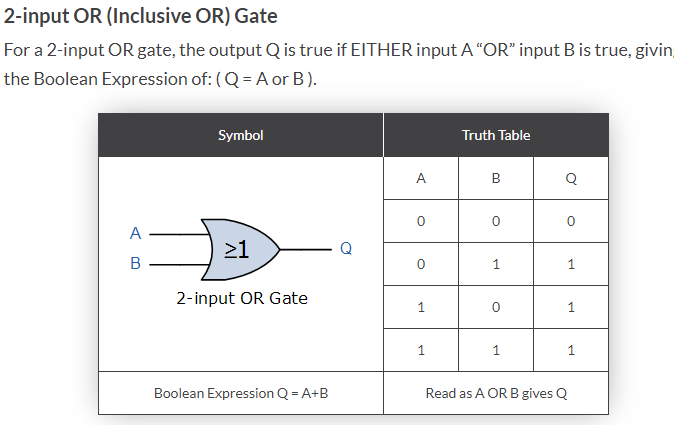 2-input OR (Inclusive OR) Gate
For a 2-input OR gate, the output Q is true if EITHER input A “OR” input B is true, givin
the Boolean Expression of: ( Q = A or B ).
Symbol Truth Table
A B Q
0 0 0
A
≥1
Q
B
0 1 1
2-input OR Gate
1 0 1
1 1 1
Boolean Expression Q = A+B Read as A OR B gives Q